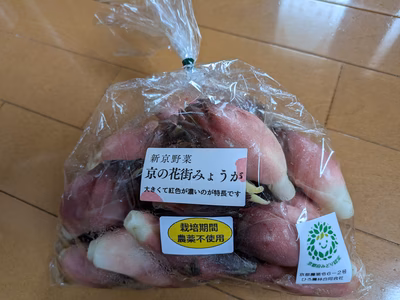 新京野菜
京の花街みょうが
大きくて紅色が濃いのが特長です
栽培期間
農薬不使用